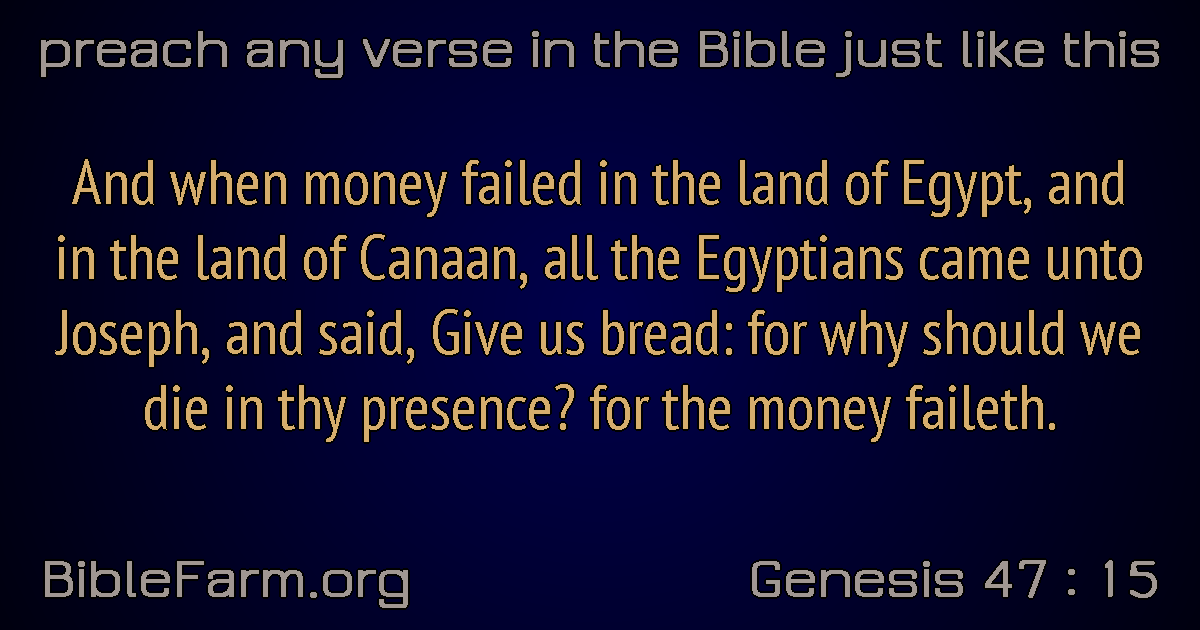 preach any verse in the Bible just like this
And when money failed in the land of Egypt, and
in the land of Canaan, all the Egyptians came unto
Joseph, and said, Give us bread: for why should we
die in thy presence? for the money faileth.
BibleFarm.org
Genesis 47 : 15